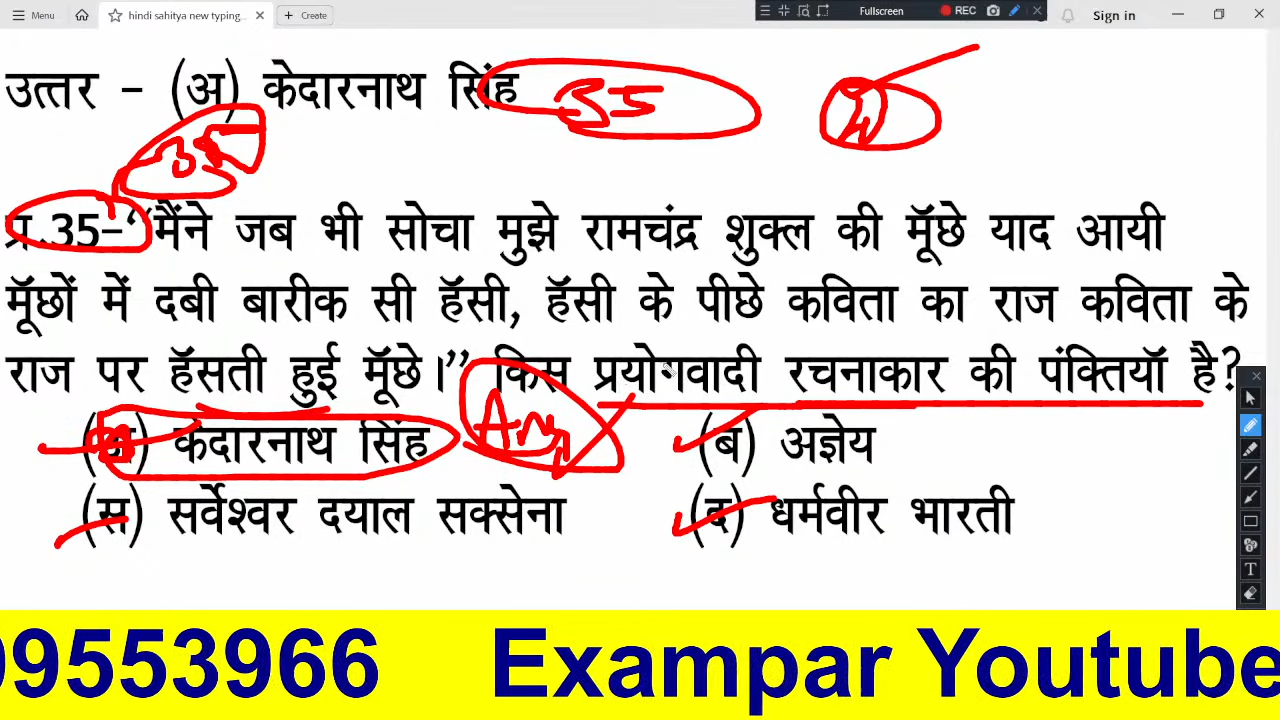 Menu
hindi sahitya new typing...
Create
Fullscreen
REC
Sign in
उत्तर - (अ) केदारनाथ सिंह 35
35
प्र.35-‘‘मैंने जब भी सोचा मुझे रामचंद्र शुक्ल की मूॅछे याद आयी
मूॅछों में दबी बारीक सी हॅसी, हॅसी के पीछे कविता का राज कविता के
राज पर हॅसती हुई मूॅछे।’’ किस प्रयोगवादी रचनाकार की पंक्तियॉ है?
(अ) केदारनाथ सिंह Ans
(ब) अज्ञेय
(स) सर्वेश्वर दयाल सक्सेना
(द) धर्मवीर भारती
09553966 Exampar Youtube